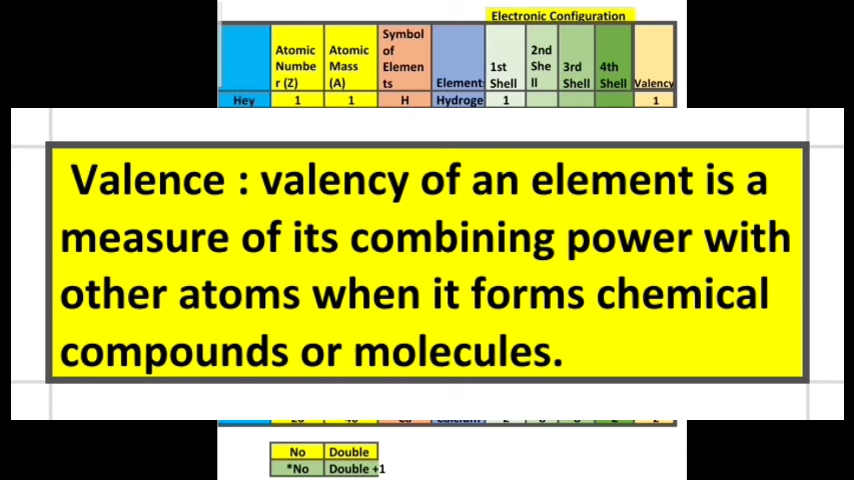 Electronic Configuration
Atomic Numbe r (Z)
Atomic Mass (A)
Symbol of Elemen ts
Element
1st Shell
2nd She ll
3rd Shell
4th Shell
Valency
Hey 1 1 H Hydroge 1 1
Valence : valency of an element is a
measure of its combining power with
other atoms when it forms chemical
compounds or molecules.
No Double
*No Double +1